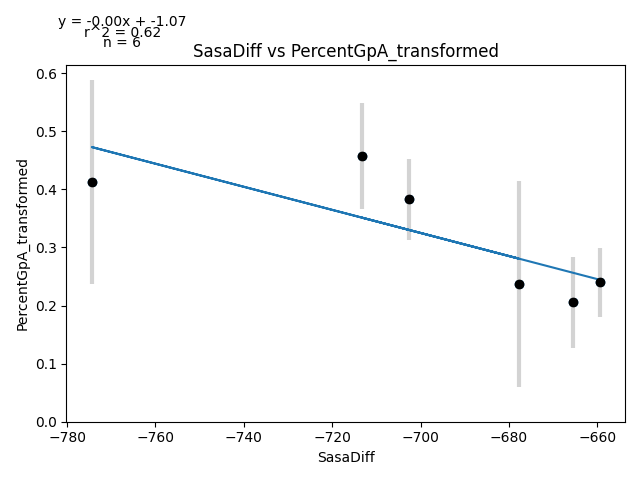 y = -0.00x + -1.07
r^2 = 0.62
n = 6
SasaDiff vs PercentGpA_transformed
PercentGpA_transformed
0.6
0.5
0.4
0.3
0.2
0.1
0.0
−780 −760 −740 −720 −700 −680 −660
SasaDiff